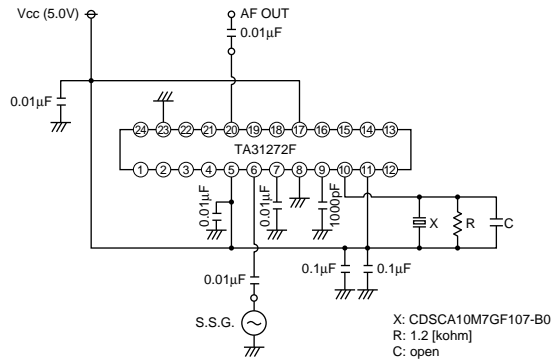 Vcc (5.0V)
AF OUT
0.01µF
0.01µF
24 23 22 21 20 19 18 17 16 15 14 13
TA31272F
1 2 3 4 5 6 7 8 9 10 11 12
0.01µF
0.01µF
1000pF
X
R
C
0.01µF
0.1µF
0.1µF
S.S.G.
X: CDSCA10M7GF107-B0
R: 1.2 [kohm]
C: open